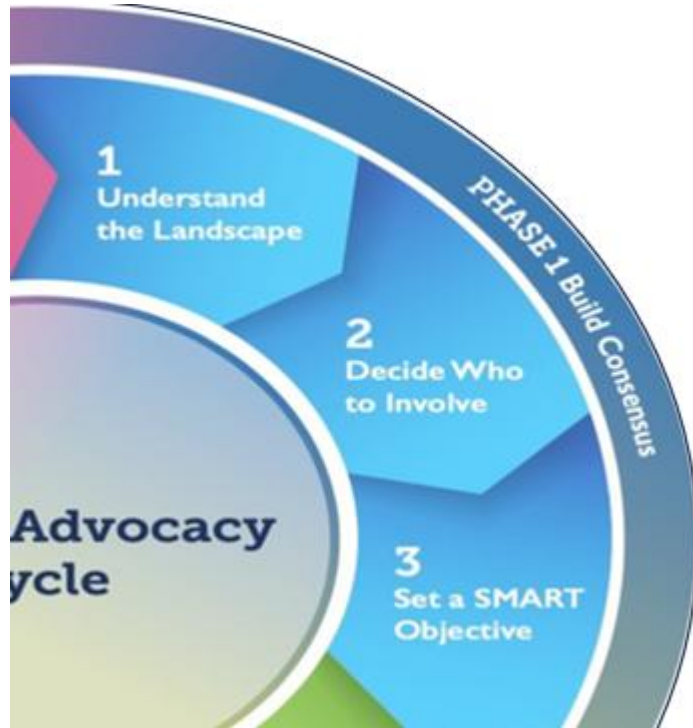 1
Understand
the Landscape
PHASE 1 Build Consensus
2
Decide Who
to Involve
Advocacy
ycle
3
Set a SMART
Objective